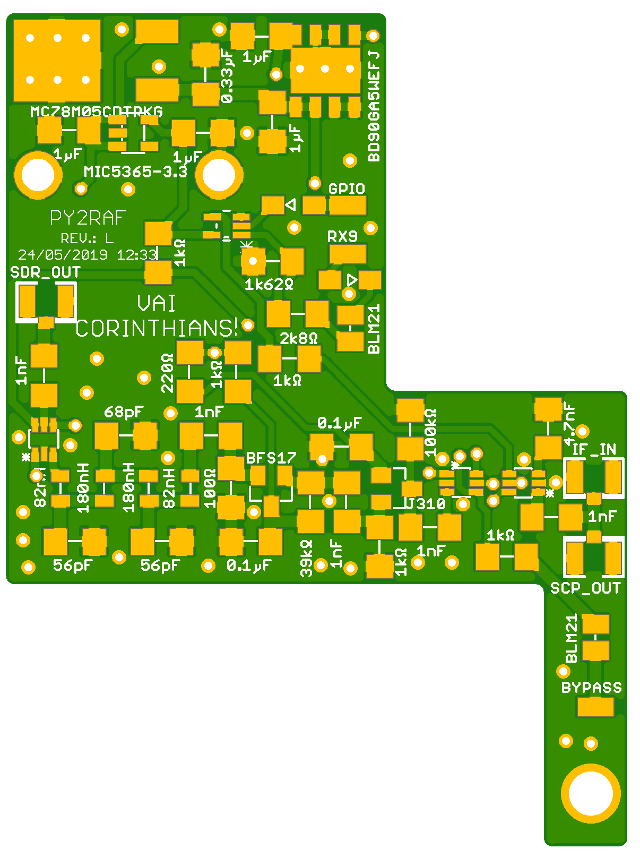 1µF
0.33µF
MC78M05CDTRKG
1µF
BD90GA5WEFJ
1µF
1µF
MIC5365-3.3
GPIO
PY2RAF
REV.: L
24/05/2019 12:33
1kΩ
RX9
SDR_OUT
1k62Ω
VAI
CORINTHIANS!
BLM21
2k8Ω
1nF
220Ω
1kΩ
1kΩ
68pF
1nF
0.1µF
100kΩ
4.7nF
IF_IN
BFS17
82nH
180nH
180nH
82nH
100Ω
J310
1nF
56pF
56pF
0.1µF
39kΩ
1nF
1kΩ
1nF
1kΩ
SCP_OUT
BLM21
BYPASS